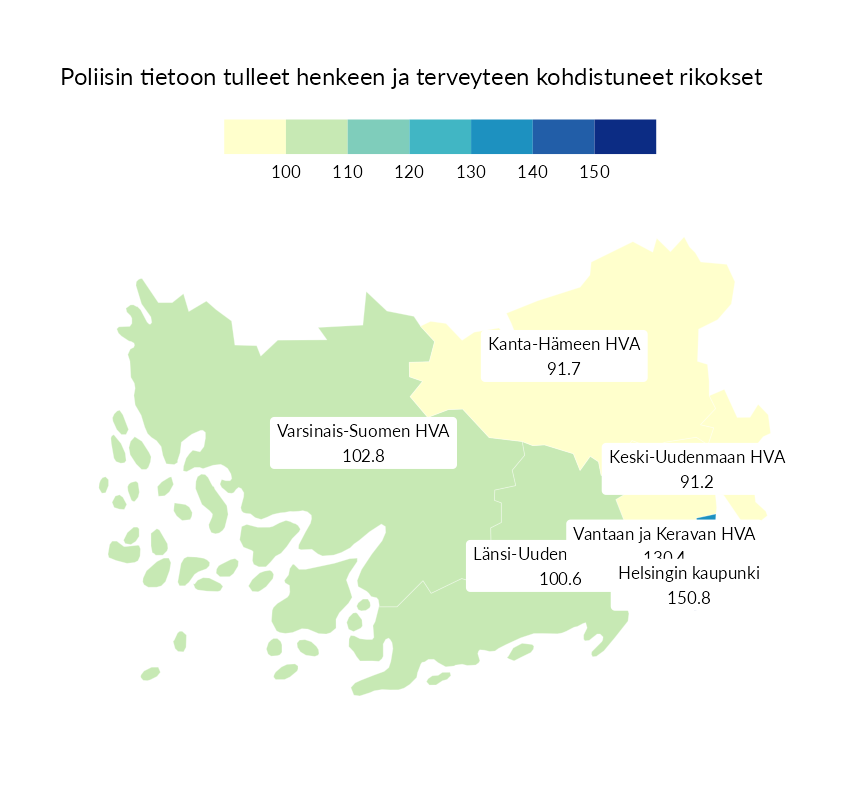 Poliisin tietoon tulleet henkeen ja terveyteen kohdistuneet rikokset
100 110 120 130 140 150
Kanta-Hämeen HVA
91.7
Varsinais-Suomen HVA
102.8
Keski-Uudenmaan HVA
91.2
Vantaan ja Keravan HVA
130.4
Länsi-Uuden
100.6
Helsingin kaupunki
150.8